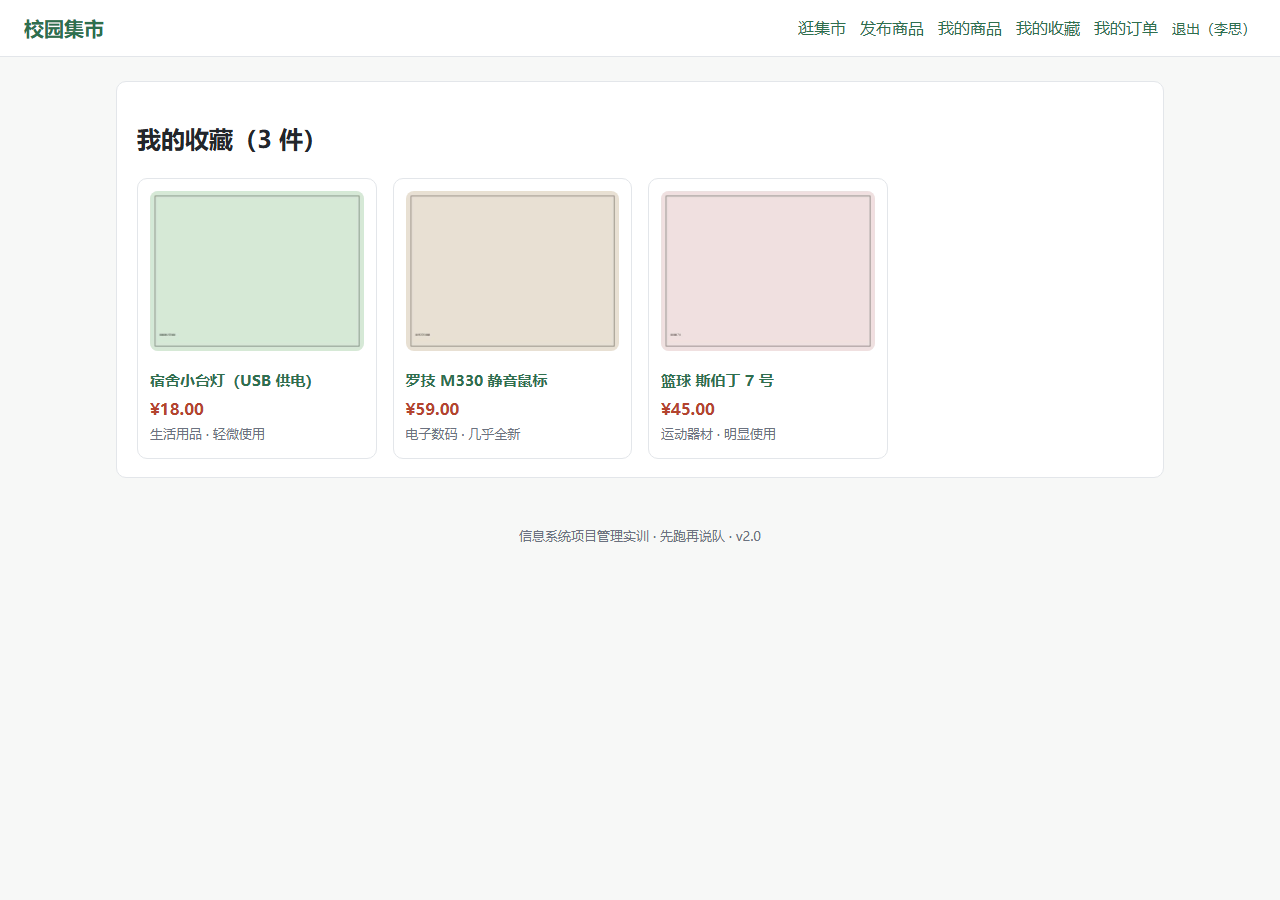 校园集市
逛集市 发布商品 我的商品 我的收藏 我的订单 退出（李思）
我的收藏（3 件）
宿舍小台灯（USB 供电）
¥18.00
生活用品 · 轻微使用
罗技 M330 静音鼠标
¥59.00
电子数码 · 几乎全新
篮球 斯伯丁 7 号
¥45.00
运动器材 · 明显使用
信息系统项目管理实训 · 先跑再说队 · v2.0